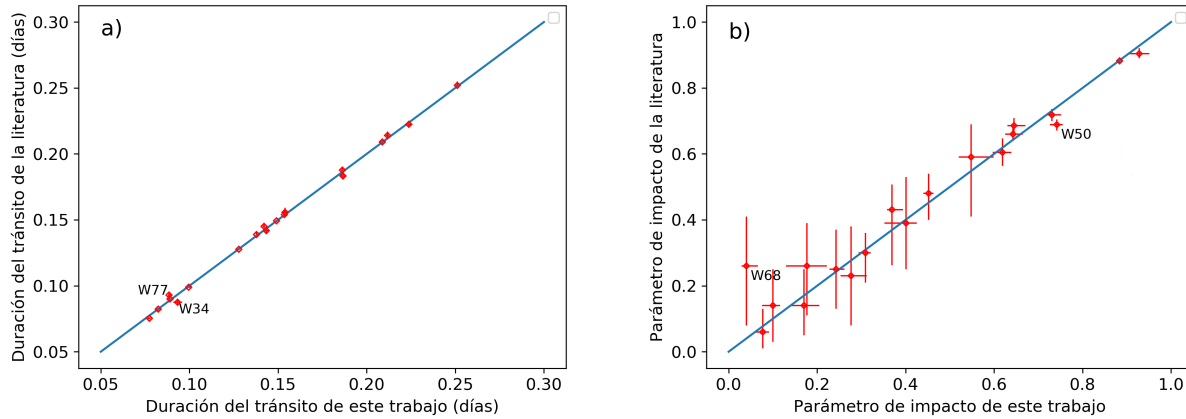 a)
0.30
0.25
0.20
0.15
0.10
0.05
Duración del tránsito de la literatura (días)
W77
W34
0.05 0.10 0.15 0.20 0.25 0.30
Duración del tránsito de este trabajo (días)
b)
1.0
0.8
0.6
0.4
0.2
0.0
Parámetro de impacto de la literatura
W50
W68
0.0 0.2 0.4 0.6 0.8 1.0
Parámetro de impacto de este trabajo